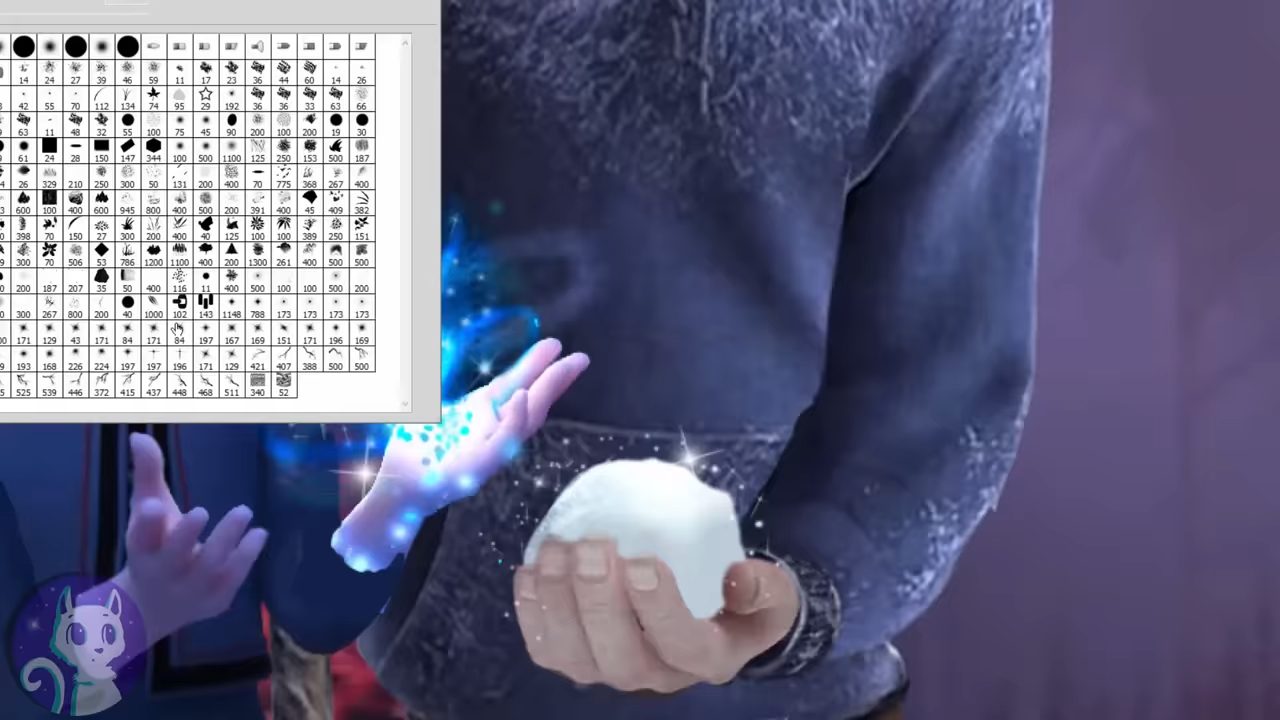 14 24 27 39 46 59 11 17 23 36 44 60 14 26
42 55 70 112 134 74 95 29 192 36 36 33 63 66
63 11 48 32 55 100 75 45 90 200 100 200 19 30
61 24 28 150 147 344 100 500 1100 125 250 153 500 187
26 329 210 250 300 50 131 200 400 70 775 368 267 400
600 100 400 600 945 800 400 500 200 391 400 45 409 382
398 70 150 27 300 200 400 40 125 100 100 389 250 151
300 70 506 53 786 1200 1100 400 200 1300 261 400 500 500
200 187 207 35 50 400 116 11 400 500 100 100 500 200
300 267 800 200 40 1000 102 143 1148 788 173 173 173 173
171 129 43 171 84 171 84 197 167 169 151 171 196 169
193 168 226 224 197 197 196 171 129 421 407 388 500 500
525 539 446 372 415 437 448 468 511 340 52